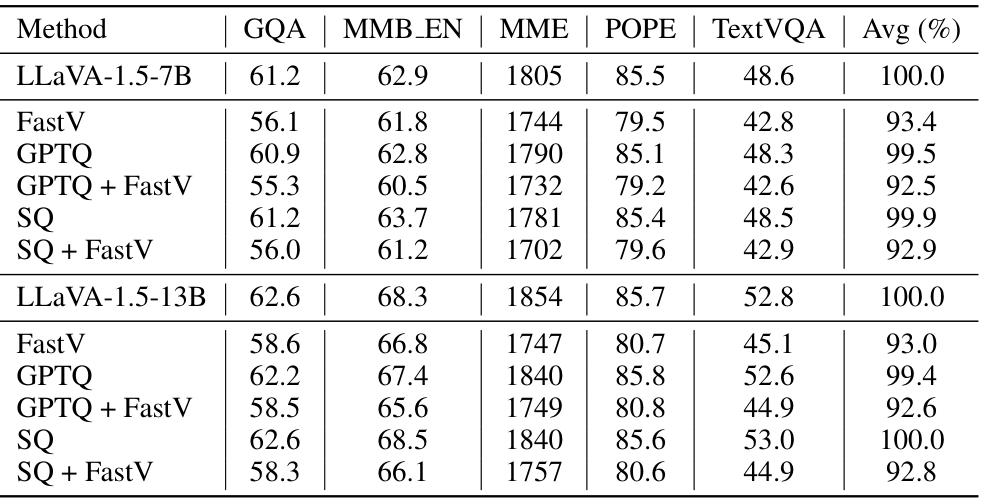 Method GQA MMB_EN MME POPE TextVQA Avg (%)
LLaVA-1.5-7B 61.2 62.9 1805 85.5 48.6 100.0
FastV 56.1 61.8 1744 79.5 42.8 93.4
GPTQ 60.9 62.8 1790 85.1 48.3 99.5
GPTQ + FastV 55.3 60.5 1732 79.2 42.6 92.5
SQ 61.2 63.7 1781 85.4 48.5 99.9
SQ + FastV 56.0 61.2 1702 79.6 42.9 92.9
LLaVA-1.5-13B 62.6 68.3 1854 85.7 52.8 100.0
FastV 58.6 66.8 1747 80.7 45.1 93.0
GPTQ 62.2 67.4 1840 85.8 52.6 99.4
GPTQ + FastV 58.5 65.6 1749 80.8 44.9 92.6
SQ 62.6 68.5 1840 85.6 53.0 100.0
SQ + FastV 58.3 66.1 1757 80.6 44.9 92.8